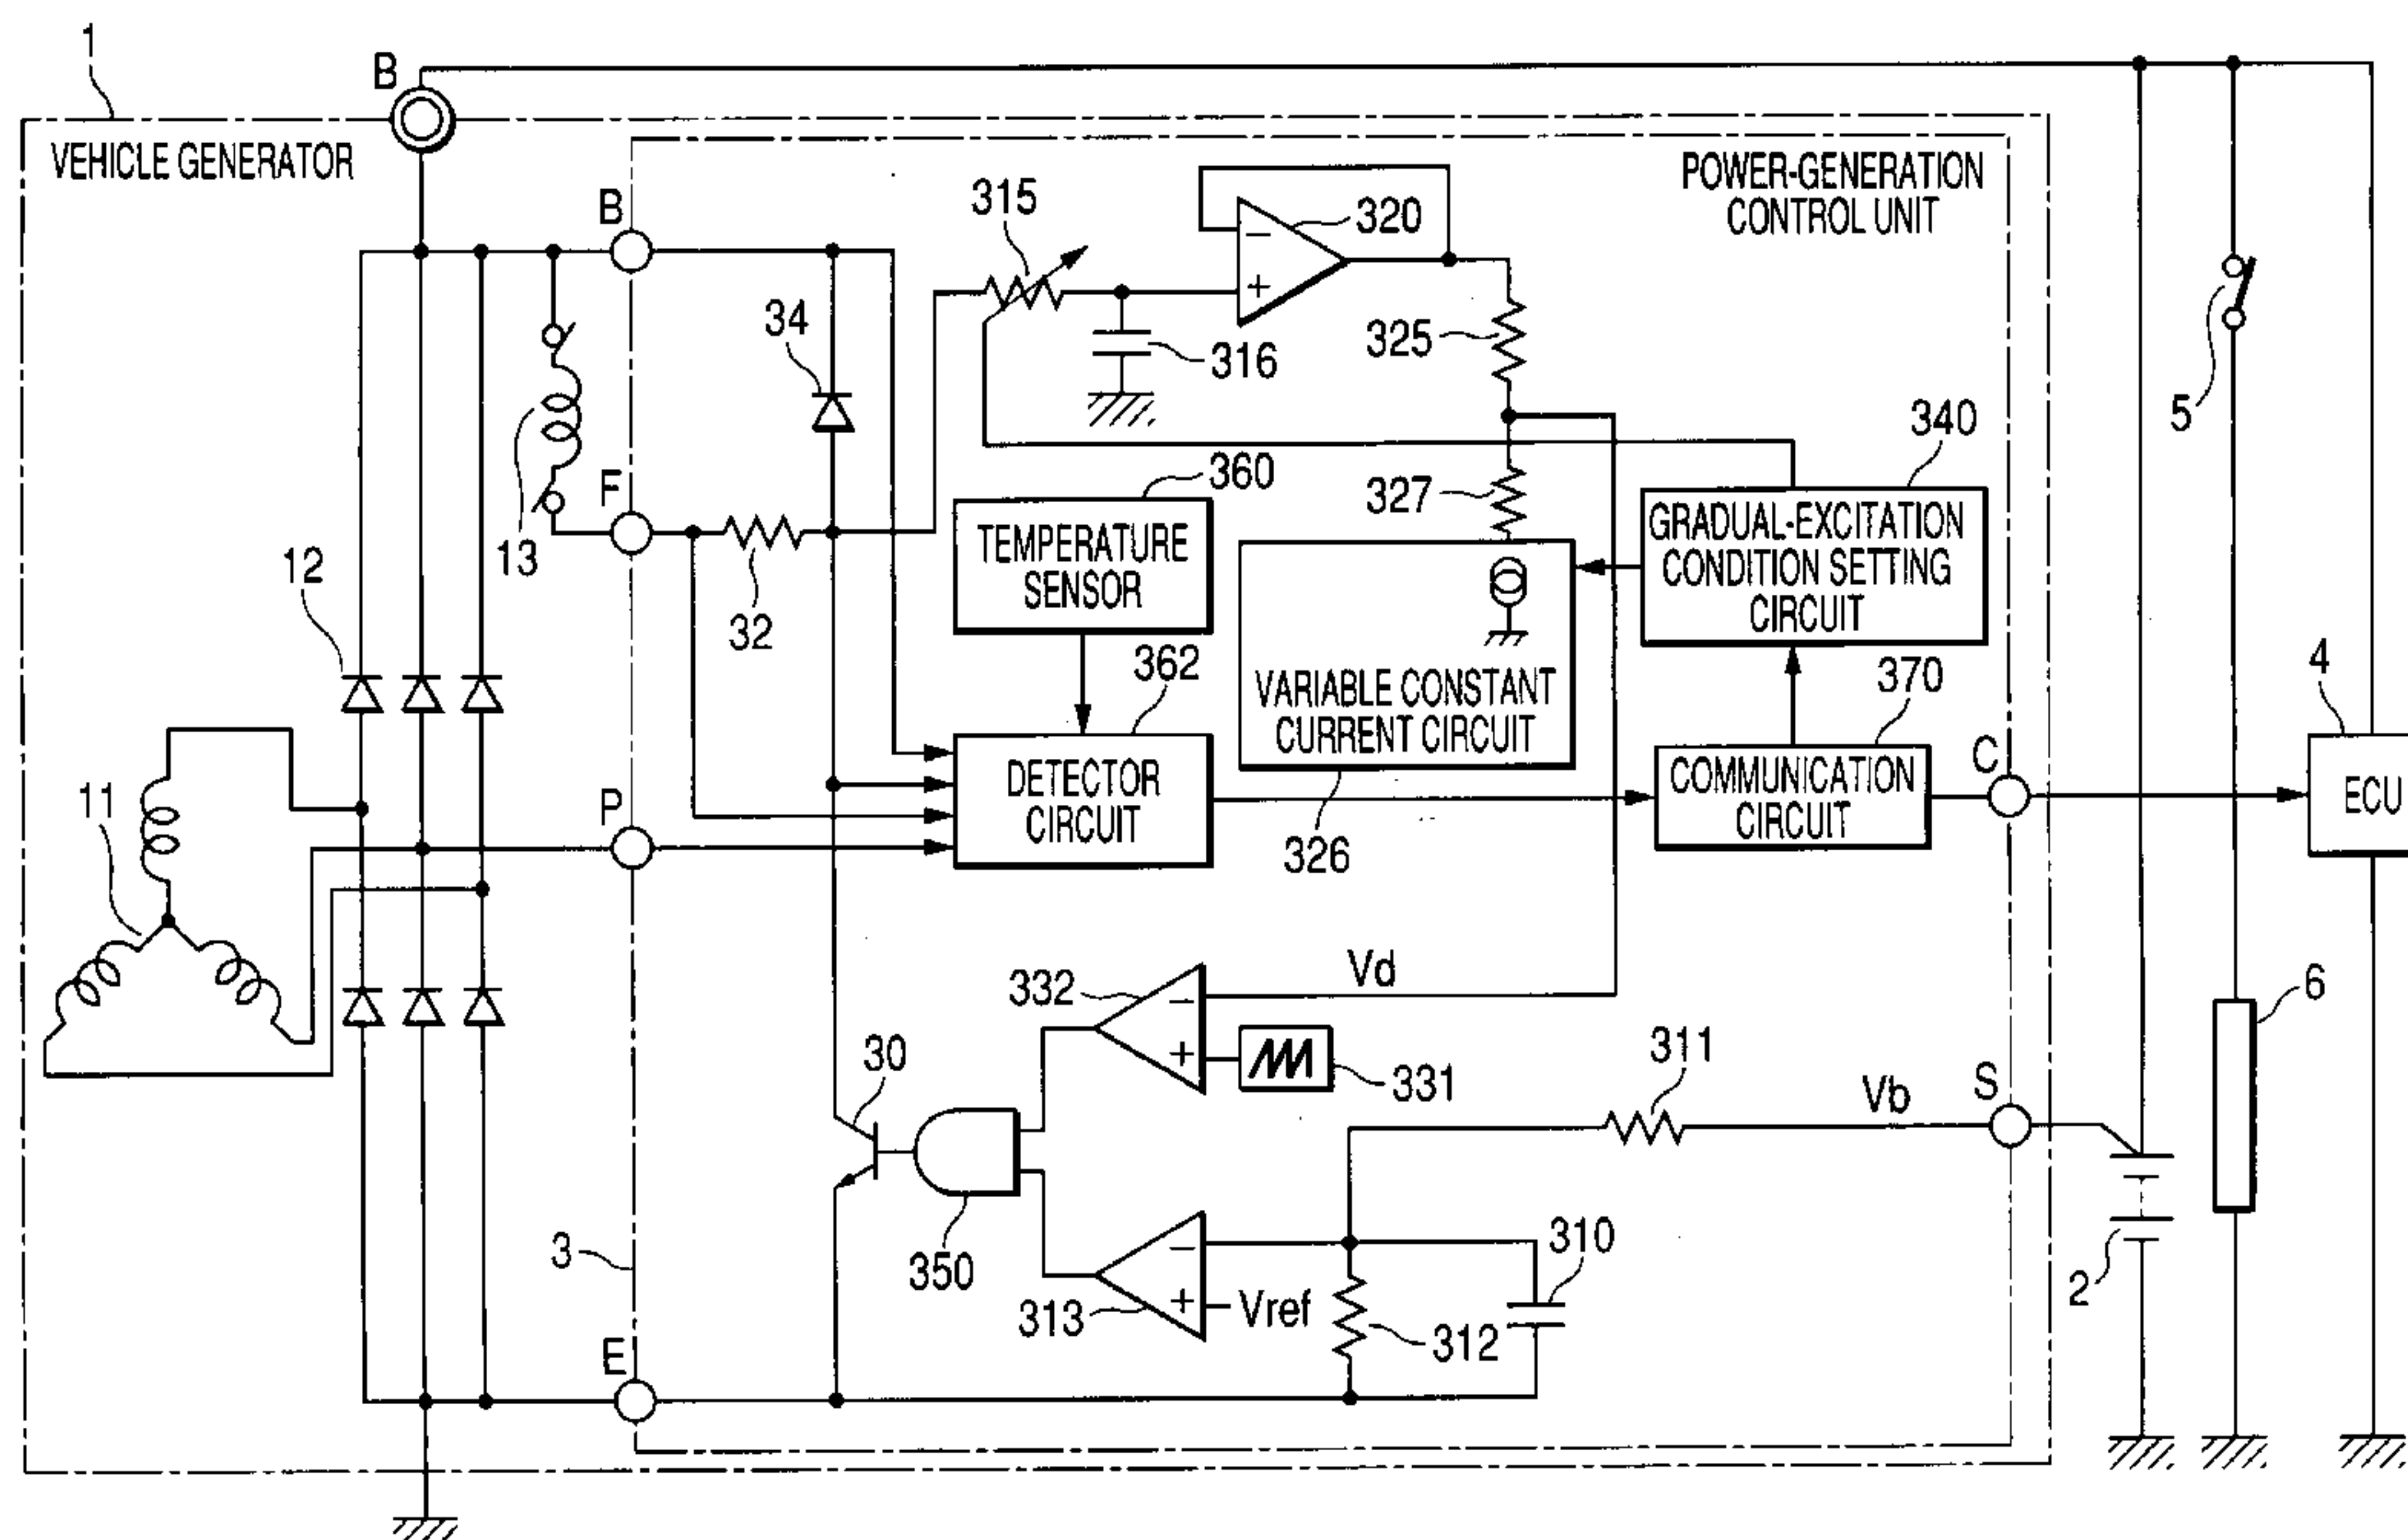 1
B
VEHICLE GENERATOR
POWER-GENERATION
CONTROL UNIT
B
315
320
34
325
316
5
340
13
F
360
327
GRADUAL-EXCITATION
CONDITION SETTING
CIRCUIT
TEMPERATURE
SENSOR
12
32
362
VARIABLE CONSTANT
CURRENT CIRCUIT
370
4
11
P
DETECTOR
CIRCUIT
COMMUNICATION
CIRCUIT
C
ECU
326
332
Vd
6
30
331
311
Vb
S
3
350
310
2
313
Vref
312
E
−
+
−
+
−
+